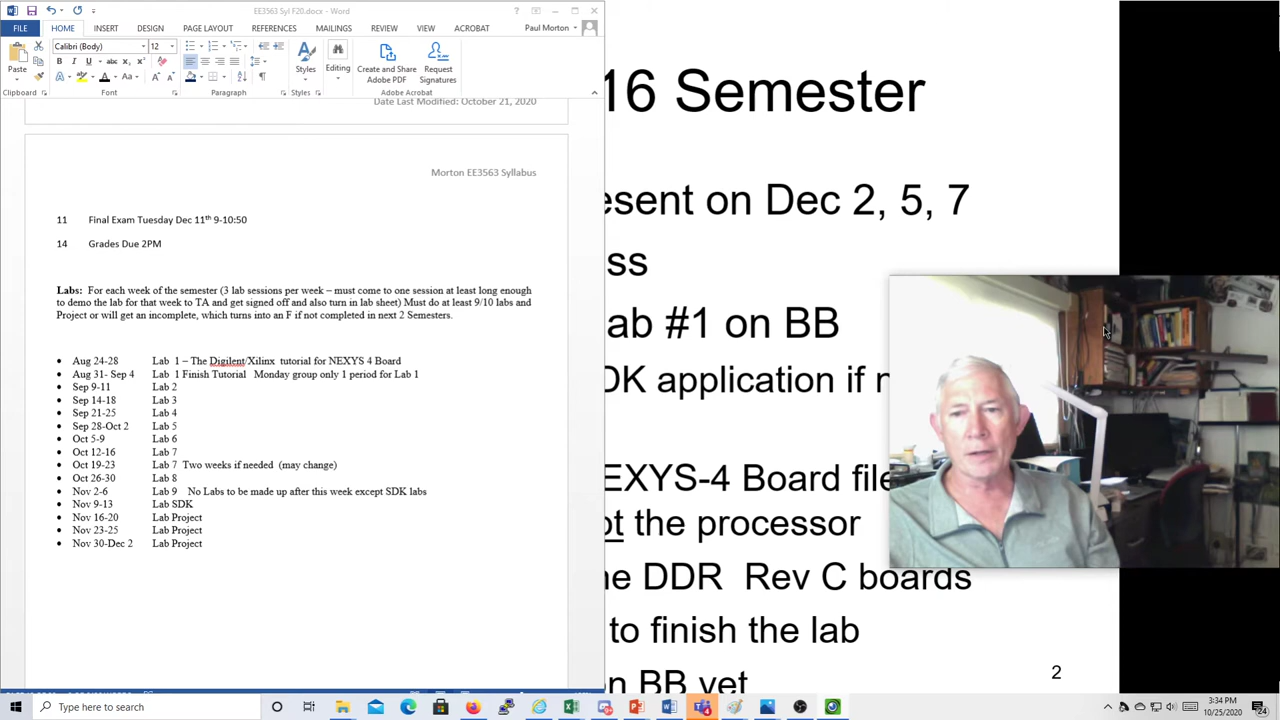 EE3563 Syl F20.docx - Word
FILE HOME INSERT DESIGN PAGE LAYOUT REFERENCES MAILINGS REVIEW VIEW ACROBAT Paul Morton
Calibri (Body) 12
Paste
Styles
Editing
Create and Share Adobe PDF
Request Signatures
Clipboard Font Paragraph Styles Adobe Acrobat
Date Last Modified: October 21, 2020
Morton EE3563 Syllabus
11 Final Exam Tuesday Dec 11th 9-10:50
14 Grades Due 2PM
Labs: For each week of the semester (3 lab sessions per week – must come to one session at least long enough
to demo the lab for that week to TA and get signed off and also turn in lab sheet) Must do at least 9/10 labs and
Project or will get an incomplete, which turns into an F if not completed in next 2 Semesters.
• Aug 24-28 Lab 1 – The Digilent/Xilinx tutorial for NEXYS 4 Board
• Aug 31- Sep 4 Lab 1 Finish Tutorial Monday group only 1 period for Lab 1
• Sep 9-11 Lab 2
• Sep 14-18 Lab 3
• Sep 21-25 Lab 4
• Sep 28-Oct 2 Lab 5
• Oct 5-9 Lab 6
• Oct 12-16 Lab 7
• Oct 19-23 Lab 7 Two weeks if needed (may change)
• Oct 26-30 Lab 8
• Nov 2-6 Lab 9 No Labs to be made up after this week except SDK labs
• Nov 9-13 Lab SDK
• Nov 16-20 Lab Project
• Nov 23-25 Lab Project
• Nov 30-Dec 2 Lab Project
16 Semester
esent on Dec 2, 5, 7
ss
ab #1 on BB
DK application if n
EXYS-4 Board file
ot the processor
he DDR Rev C boards
to finish the lab
n BB yet
2
Type here to search
3:34 PM
10/25/2020
24